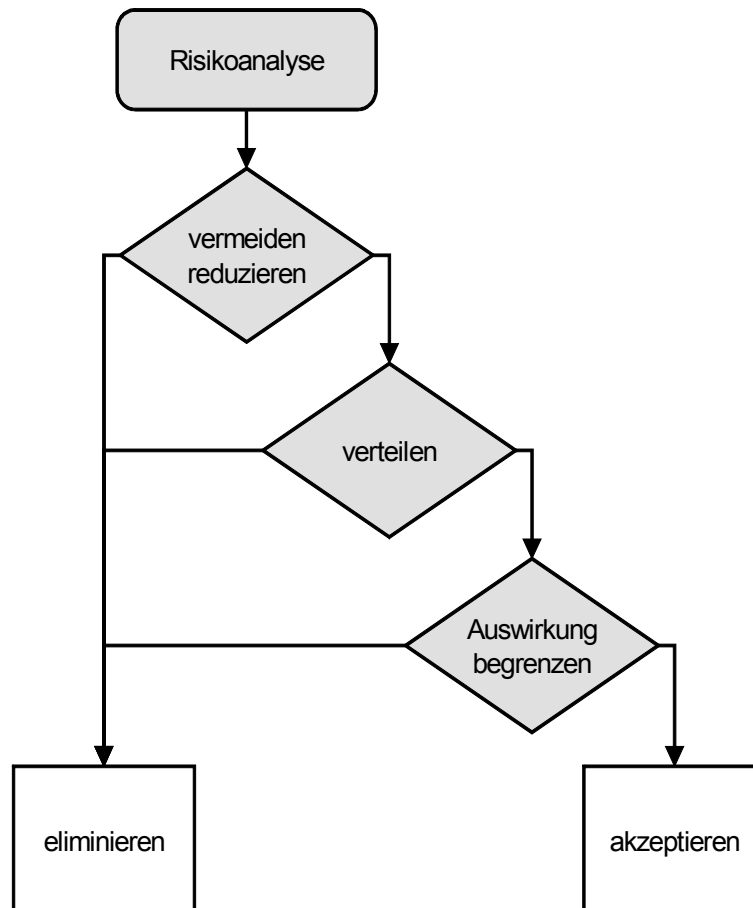 Risikoanalyse
vermeiden
reduzieren
verteilen
Auswirkung
begrenzen
eliminieren
akzeptieren